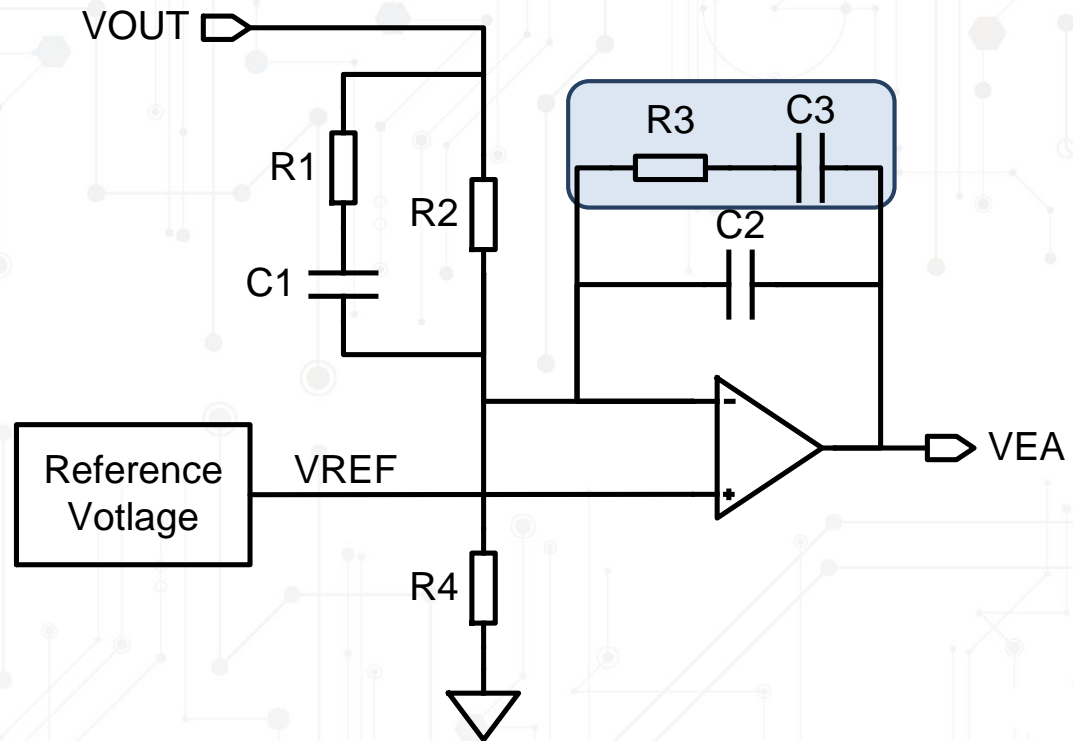 VOUT
R1
R2
C1
R3
C3
C2
-
+
VEA
Reference
Votlage
VREF
R4